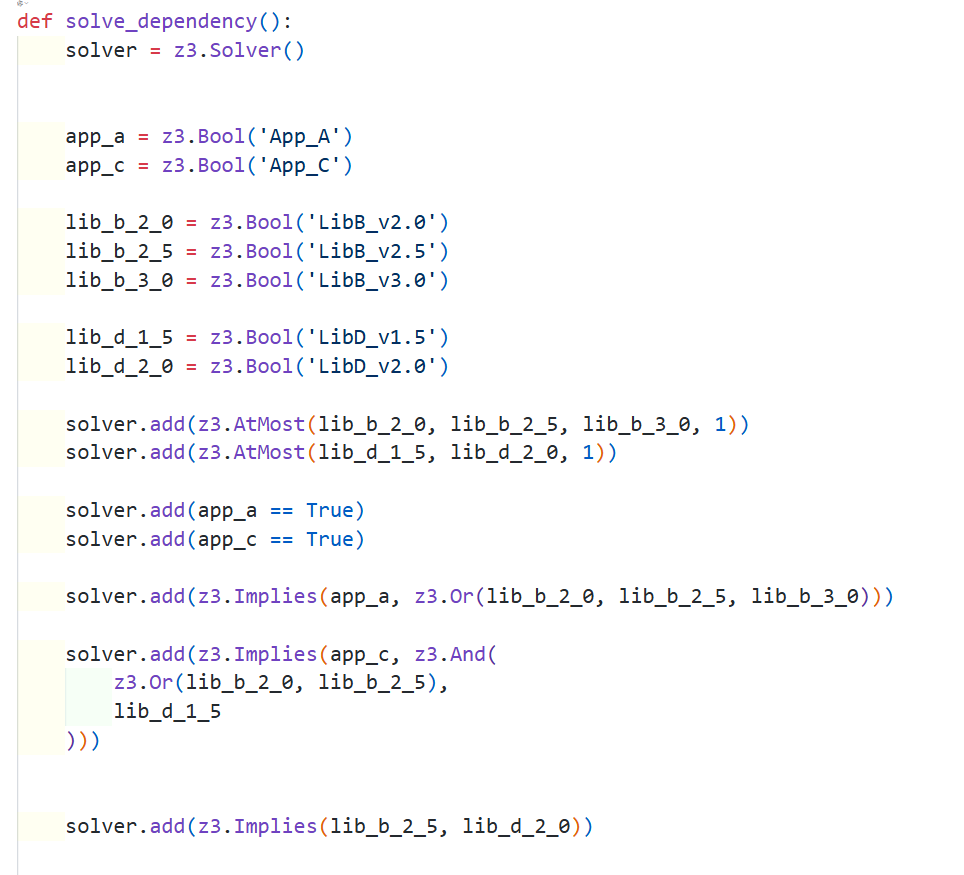 def solve_dependency():
    solver = z3.Solver()
    app_a = z3.Bool('App_A')
    app_c = z3.Bool('App_C')
    lib_b_2_0 = z3.Bool('LibB_v2.0')
    lib_b_2_5 = z3.Bool('LibB_v2.5')
    lib_b_3_0 = z3.Bool('LibB_v3.0')
    lib_d_1_5 = z3.Bool('LibD_v1.5')
    lib_d_2_0 = z3.Bool('LibD_v2.0')
    solver.add(z3.AtMost(lib_b_2_0, lib_b_2_5, lib_b_3_0, 1))
    solver.add(z3.AtMost(lib_d_1_5, lib_d_2_0, 1))
    solver.add(app_a == True)
    solver.add(app_c == True)
    solver.add(z3.Implies(app_a, z3.Or(lib_b_2_0, lib_b_2_5, lib_b_3_0)))
    solver.add(z3.Implies(app_c, z3.And(
        z3.Or(lib_b_2_0, lib_b_2_5),
        lib_d_1_5
    )))
    solver.add(z3.Implies(lib_b_2_5, lib_d_2_0))